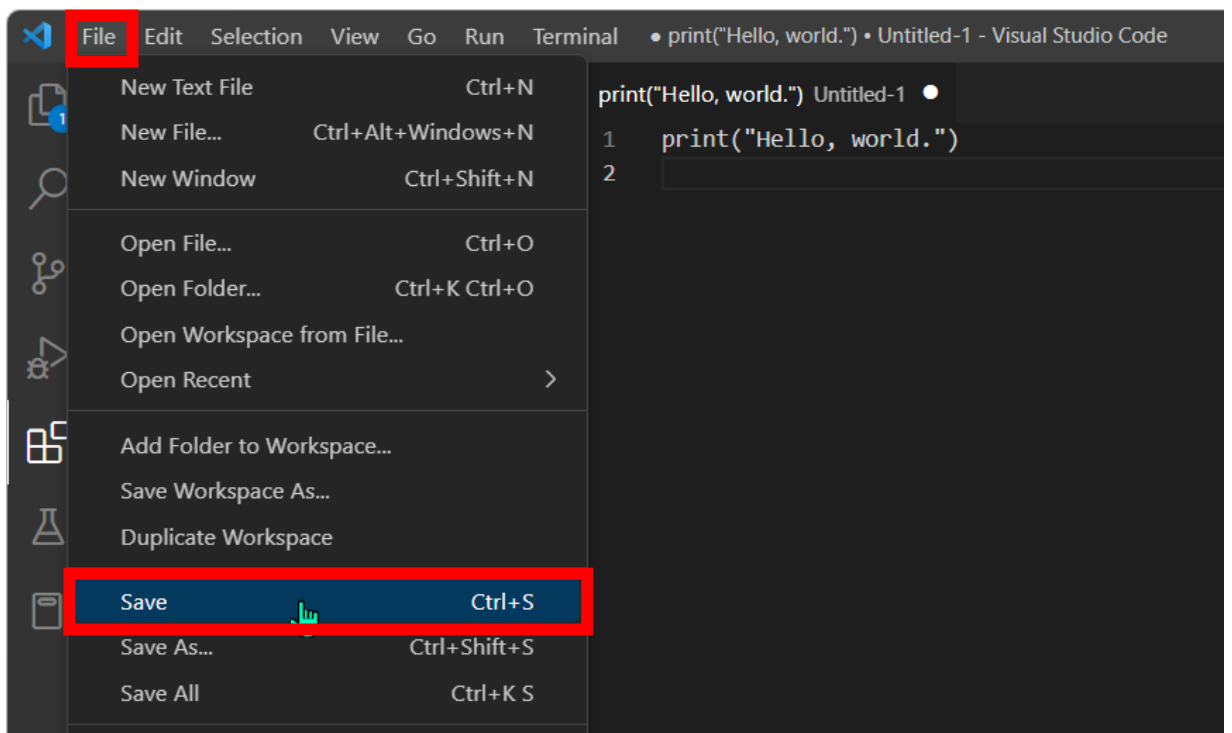 File Edit Selection View Go Run Terminal ● print("Hello, world.") • Untitled-1 - Visual Studio Code
New Text File Ctrl+N
New File... Ctrl+Alt+Windows+N
New Window Ctrl+Shift+N
Open File... Ctrl+O
Open Folder... Ctrl+K Ctrl+O
Open Workspace from File...
Open Recent
Add Folder to Workspace...
Save Workspace As...
Duplicate Workspace
Save Ctrl+S
Save As... Ctrl+Shift+S
Save All Ctrl+K S
1
print("Hello, world.") Untitled-1 ●
1 print("Hello, world.")
2